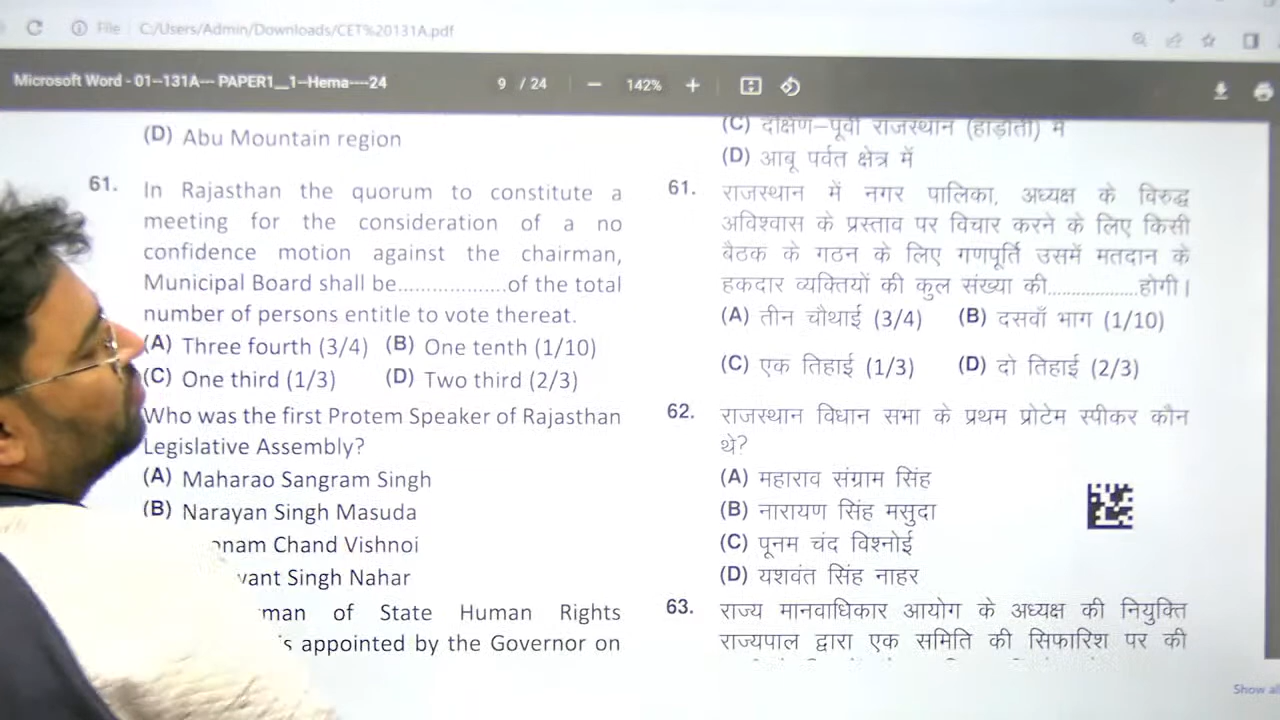 File C:/Users/Admin/Downloads/CET%20131A.pdf
Microsoft Word - 01--131A--- PAPER1__1--Hema----24
9 / 24
142%
(D) Abu Mountain region
61. In Rajasthan the quorum to constitute a
meeting for the consideration of a no
confidence motion against the chairman,
Municipal Board shall be...................of the total
number of persons entitle to vote thereat.
(A) Three fourth (3/4) (B) One tenth (1/10)
(C) One third (1/3) (D) Two third (2/3)
Who was the first Protem Speaker of Rajasthan
Legislative Assembly?
(A) Maharao Sangram Singh
(B) Narayan Singh Masuda
Chand Vishnoi
Singh Nahar
of State Human Rights
appointed by the Governor on
(C) दक्षिण–पूर्वी राजस्थान (हाड़ौती) में
(D) आबू पर्वत क्षेत्र में
61. राजस्थान में नगर पालिका, अध्यक्ष के विरुद्ध
अविश्वास के प्रस्ताव पर विचार करने के लिए किसी
बैठक के गठन के लिए गणपूर्ति उसमें मतदान के
हकदार व्यक्तियों की कुल संख्या की...................होगी।
(A) तीन चौथाई (3/4) (B) दसवाँ भाग (1/10)
(C) एक तिहाई (1/3) (D) दो तिहाई (2/3)
62. राजस्थान विधान सभा के प्रथम प्रोटेम स्पीकर कौन
थे?
(A) महाराव संग्राम सिंह
(B) नारायण सिंह मसुदा
(C) पूनम चंद विश्नोई
(D) यशवंत सिंह नाहर
63. राज्य मानवाधिकार आयोग के अध्यक्ष की नियुक्ति
राज्यपाल द्वारा एक समिति की सिफारिश पर की
Show